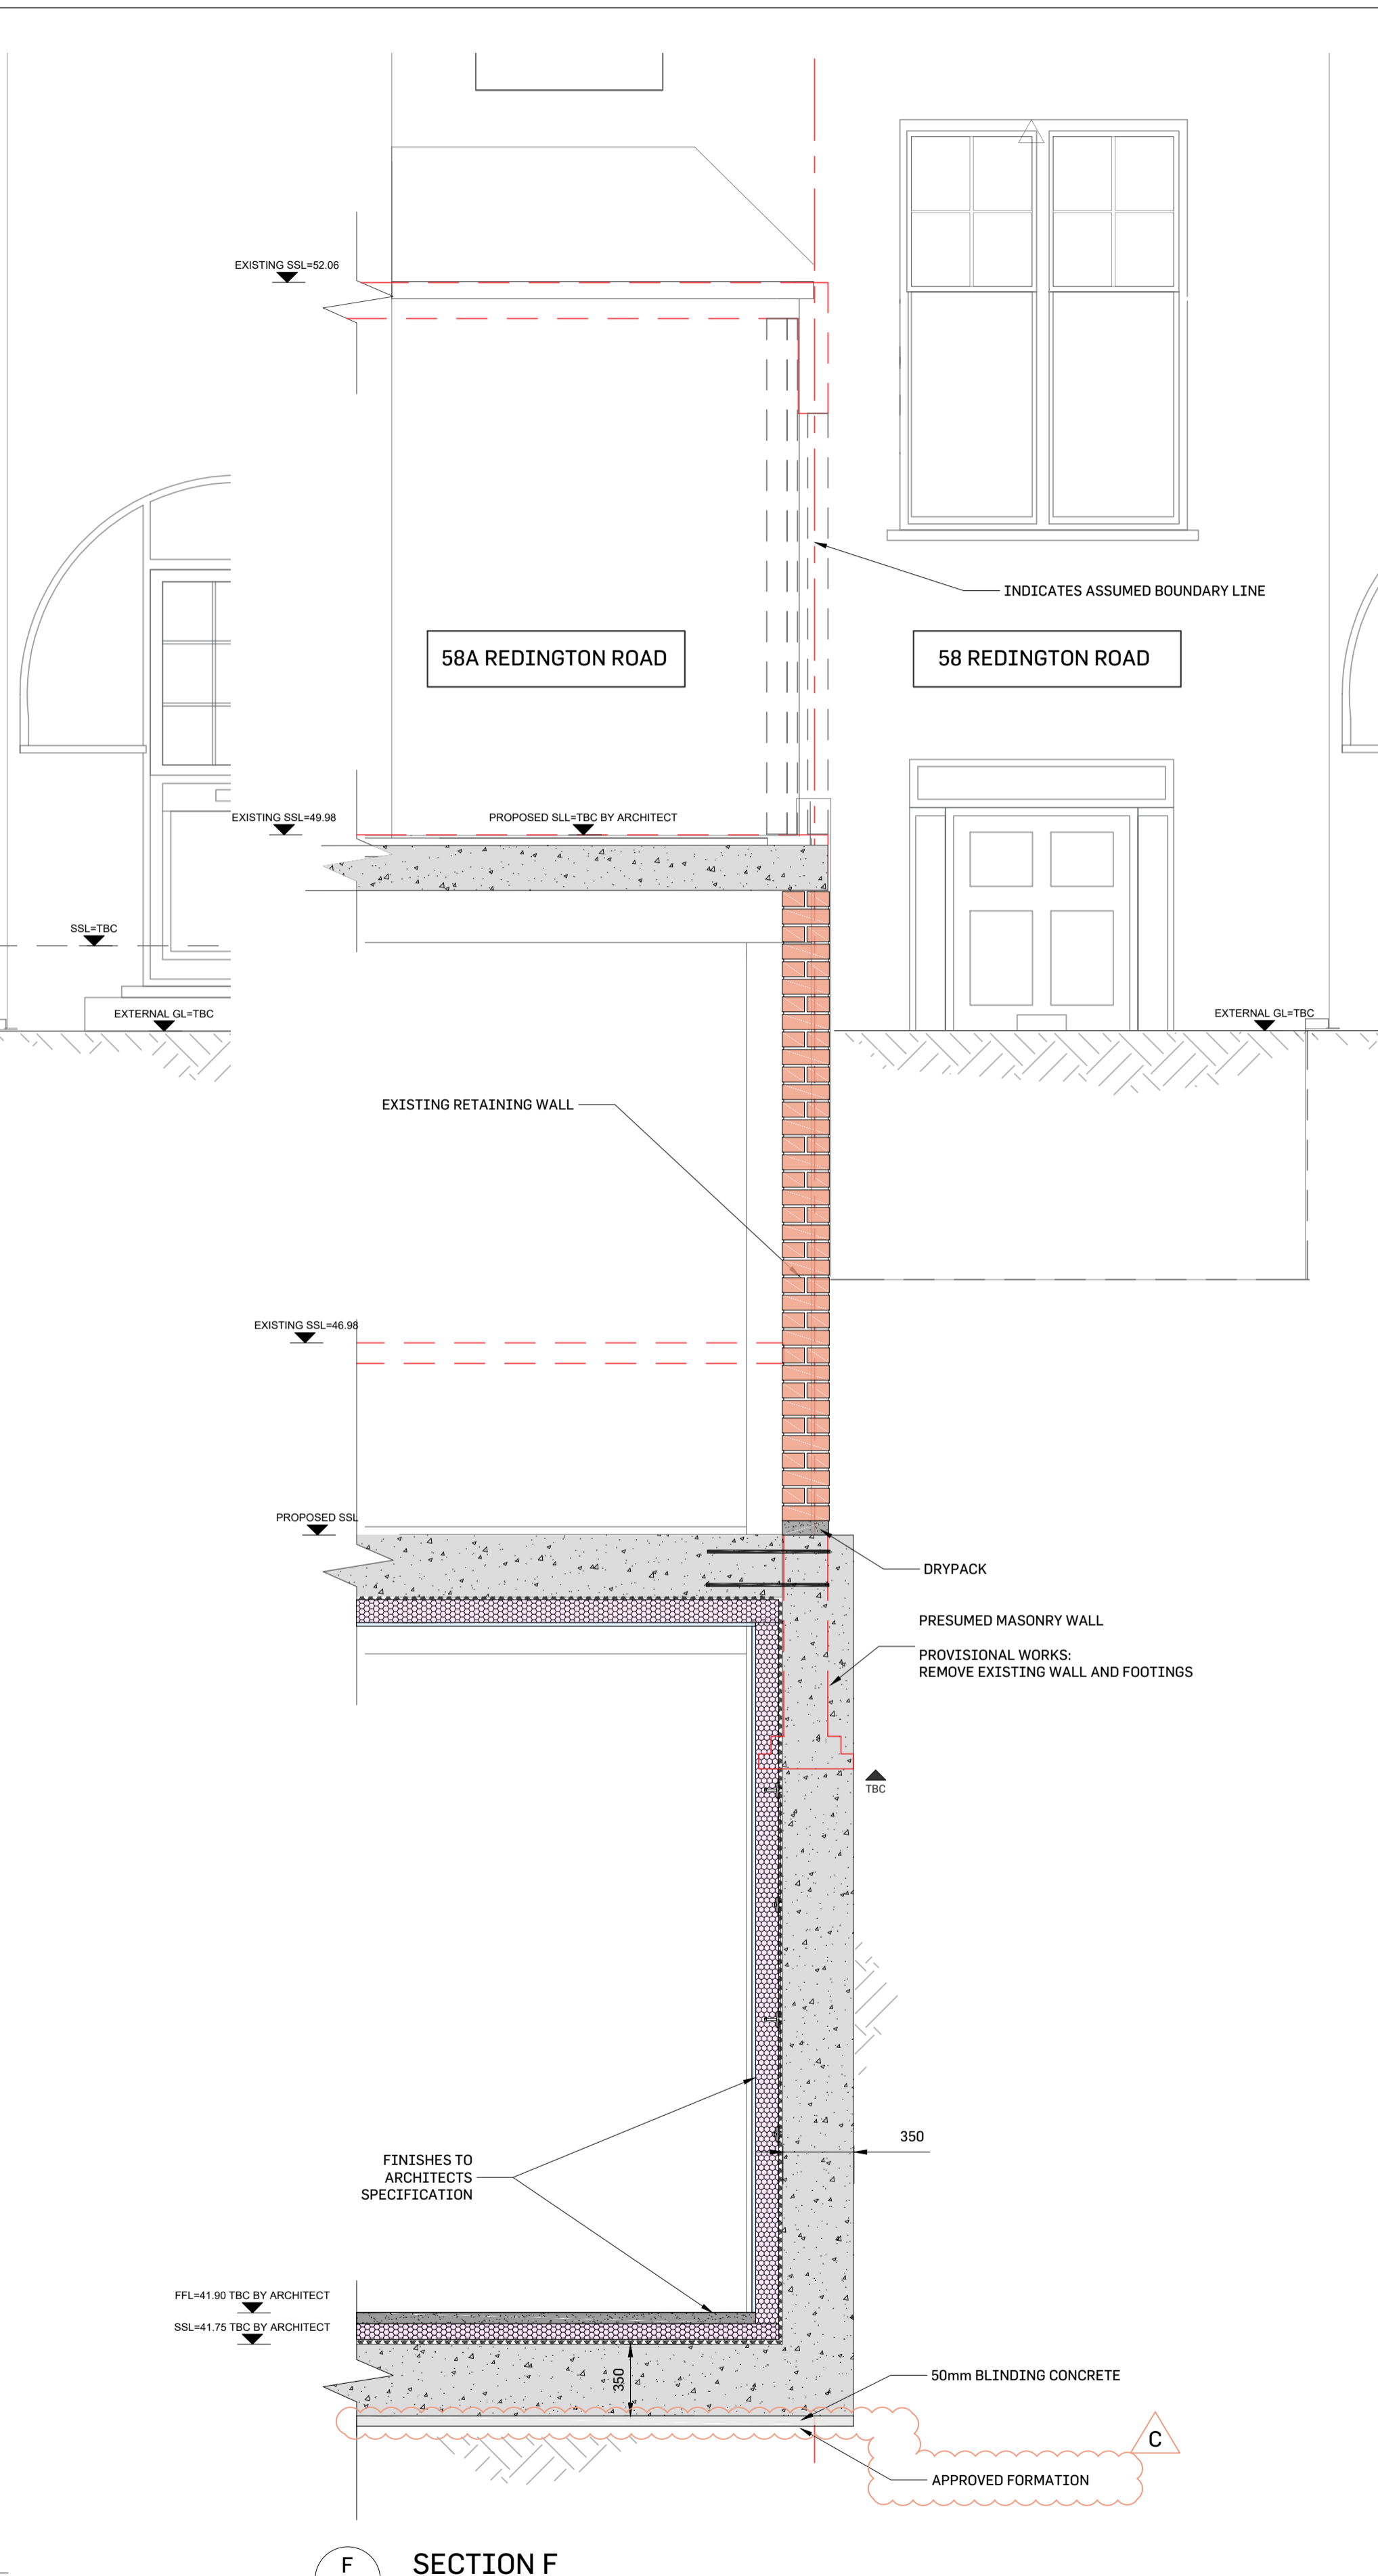 EXISTING SSL=52.06
INDICATES ASSUMED BOUNDARY LINE
58A REDINGTON ROAD
58 REDINGTON ROAD
EXISTING SSL=49.98
PROPOSED SLL=TBC BY ARCHITECT
SSL=TBC
EXTERNAL GL=TBC
EXTERNAL GL=TBC
EXISTING RETAINING WALL
EXISTING SSL=46.98
PROPOSED SSL
DRYPACK
PRESUMED MASONRY WALL
PROVISIONAL WORKS:
REMOVE EXISTING WALL AND FOOTINGS
TBC
350
FINISHES TO
ARCHITECTS
SPECIFICATION
FFL=41.90 TBC BY ARCHITECT
SSL=41.75 TBC BY ARCHITECT
350
50mm BLINDING CONCRETE
C
APPROVED FORMATION
F
SECTION F